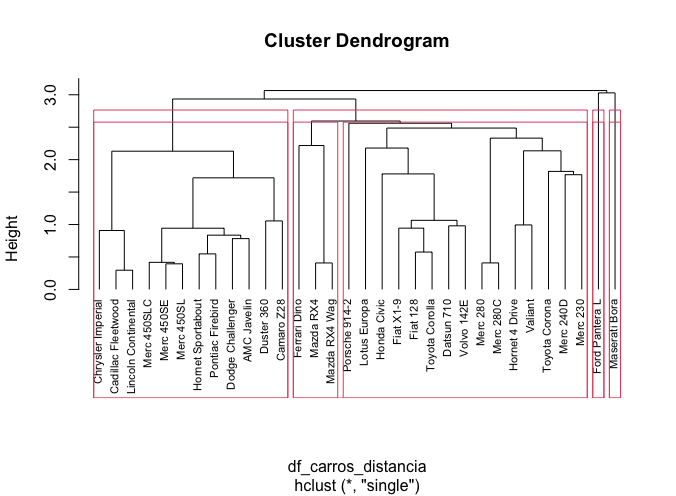 Cluster Dendrogram
Height
3.0
2.0
1.0
0.0
Chrysler Imperial
Cadillac Fleetwood
Lincoln Continental
Merc 450SLC
Merc 450SE
Merc 450SL
Hornet Sportabout
Pontiac Firebird
Dodge Challenger
AMC Javelin
Duster 360
Camaro Z28
Ferrari Dino
Mazda RX4
Mazda RX4 Wag
Porsche 914-2
Lotus Europa
Honda Civic
Fiat X1-9
Fiat 128
Toyota Corolla
Datsun 710
Volvo 142E
Merc 280
Merc 280C
Hornet 4 Drive
Valiant
Toyota Corona
Merc 240D
Merc 230
Ford Pantera L
Maserati Bora
df_carros_distancia
hclust (*, "single")